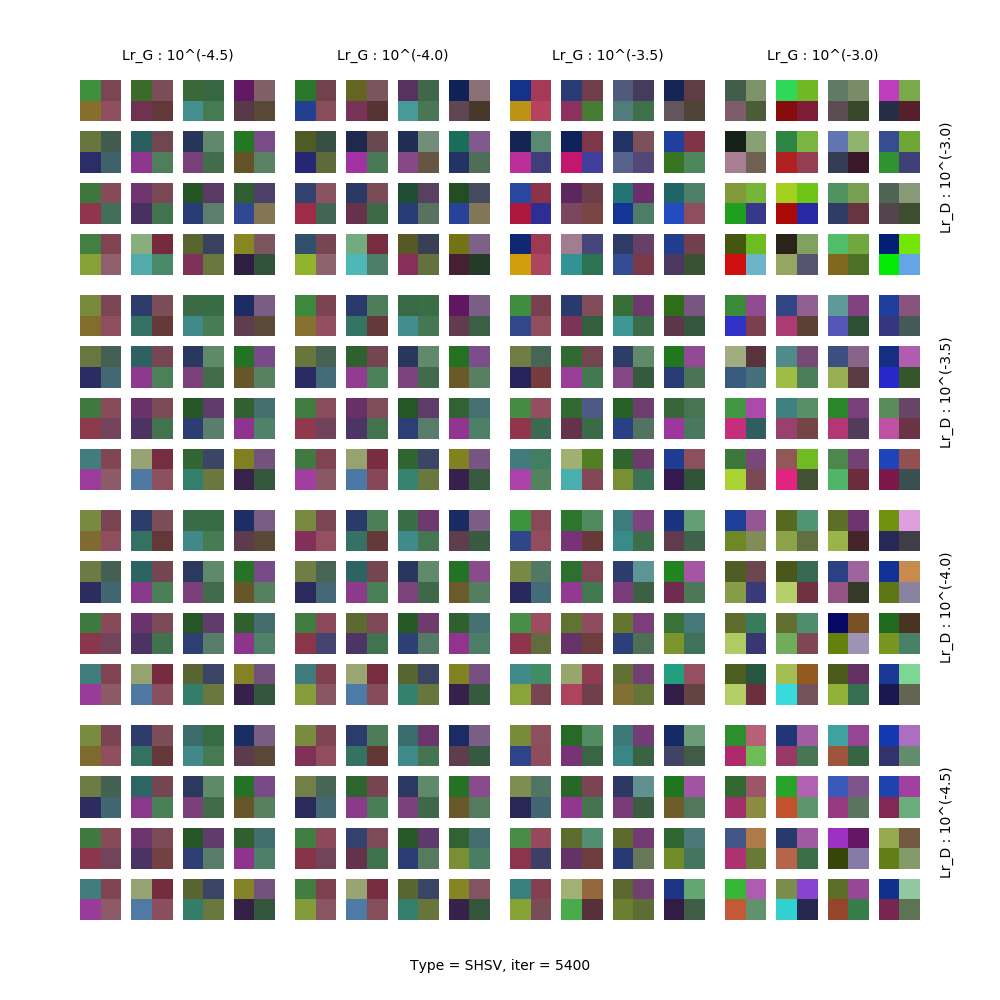 Lr_G : 10^(-4.5)
Lr_G : 10^(-4.0)
Lr_G : 10^(-3.5)
Lr_G : 10^(-3.0)
Lr_D : 10^(-3.0)
Lr_D : 10^(-3.5)
Lr_D : 10^(-4.0)
Lr_D : 10^(-4.5)
Type = SHSV, iter = 5400